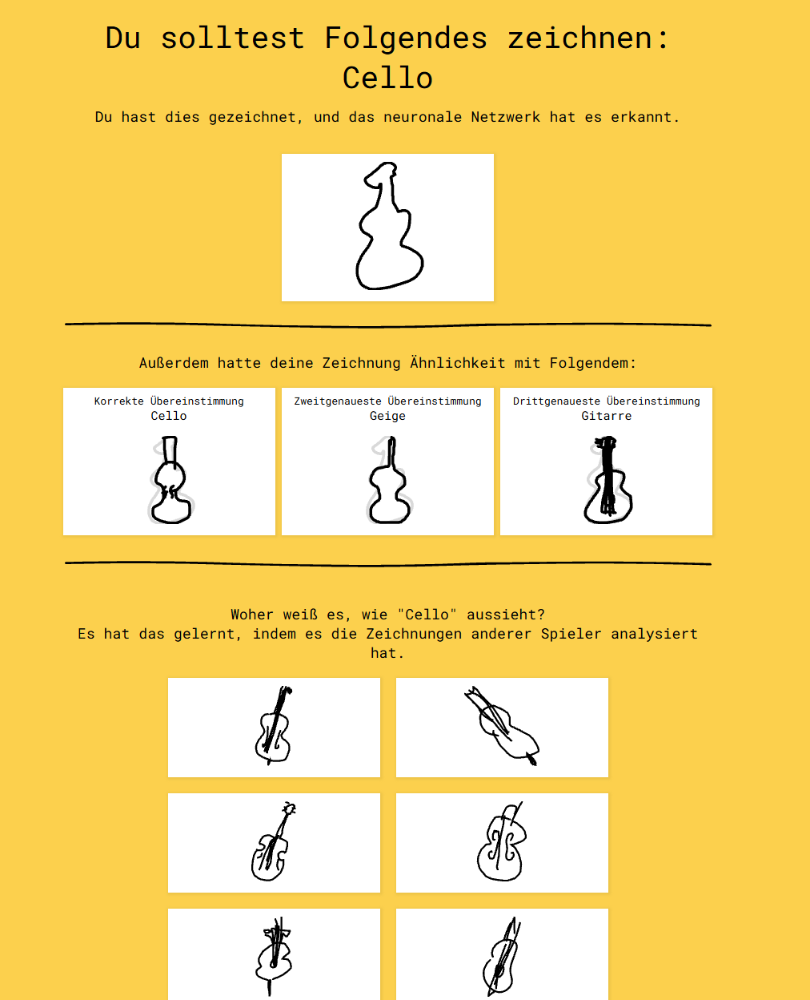 Du solltest Folgendes zeichnen:
Cello
Du hast dies gezeichnet, und das neuronale Netzwerk hat es erkannt.
Außerdem hatte deine Zeichnung Ähnlichkeit mit Folgendem:
Korrekte Übereinstimmung
Cello
Zweitgenaueste Übereinstimmung
Geige
Drittgenaueste Übereinstimmung
Gitarre
Woher weiß es, wie "Cello" aussieht?
Es hat das gelernt, indem es die Zeichnungen anderer Spieler analysiert
hat.